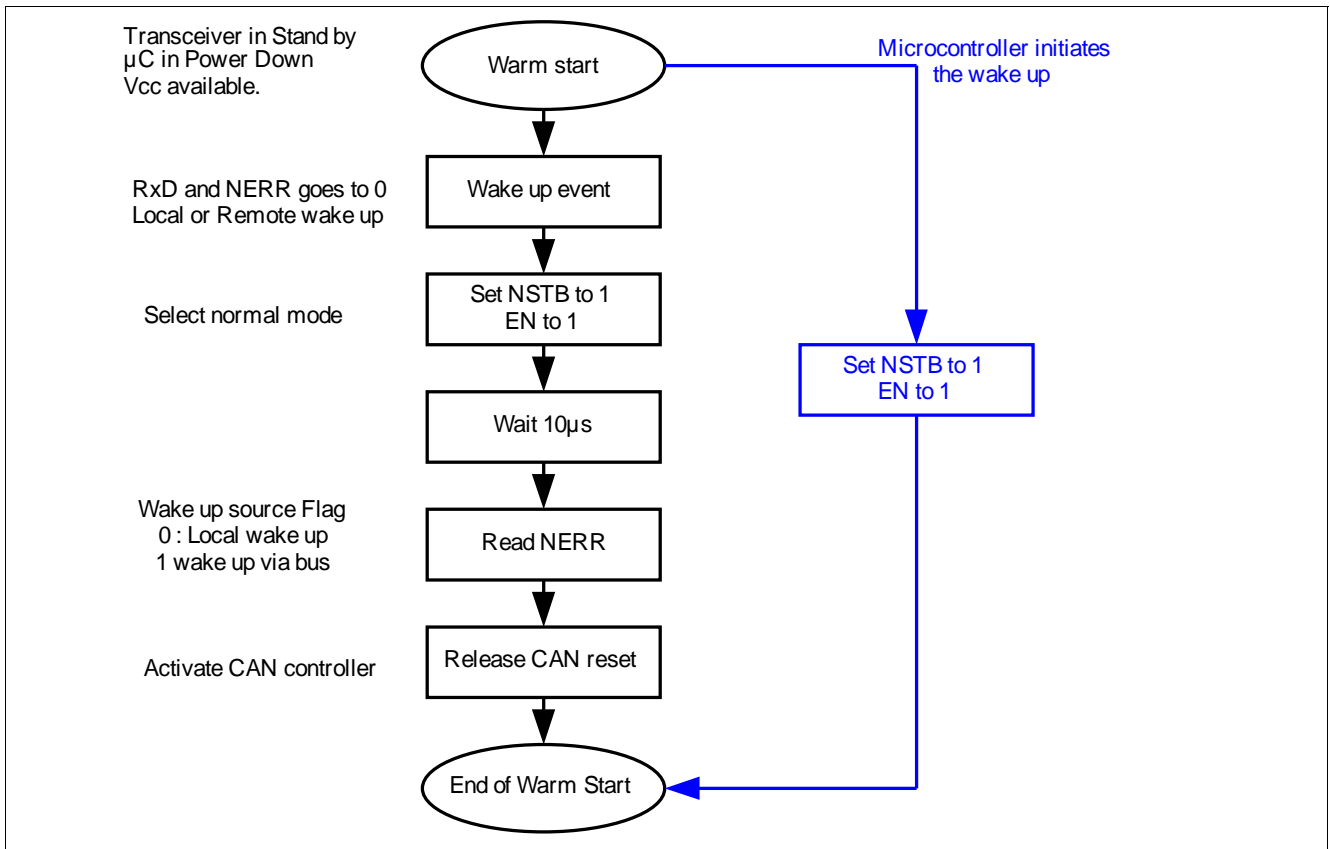 Transceiver in Stand by
µC in Power Down
Vcc available.
Warm start
Microcontroller initiates
the wake up
RxD and NERR goes to 0
Local or Remote wake up
Wake up event
Select normal mode
Set NSTB to 1
EN to 1
Set NSTB to 1
EN to 1
Wait 10µs
Wake up source Flag
0 : Local wake up
1 wake up via bus
Read NERR
Activate CAN controller
Release CAN reset
End of Warm Start